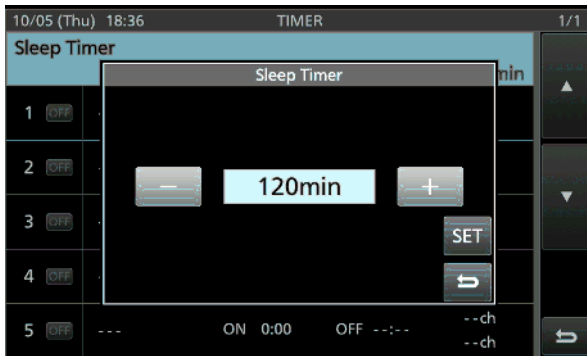 10/05 (Thu) 18:36 TIMER 1/1
Sleep Timer
min
Sleep Timer
1 OFF
2 OFF
120min
3 OFF
SET
4 OFF
5 OFF --- ON 0:00 OFF --:-- --ch
--ch